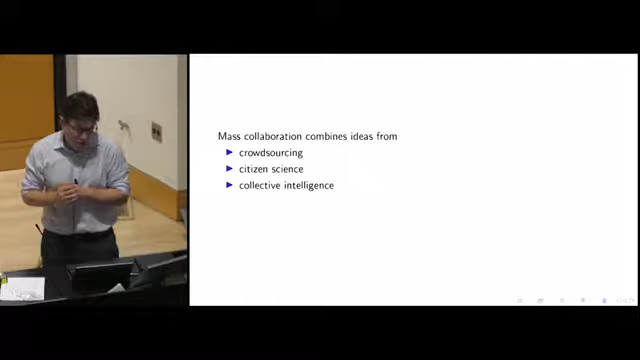 Mass collaboration combines ideas from
crowdsourcing
citizen science
collective intelligence